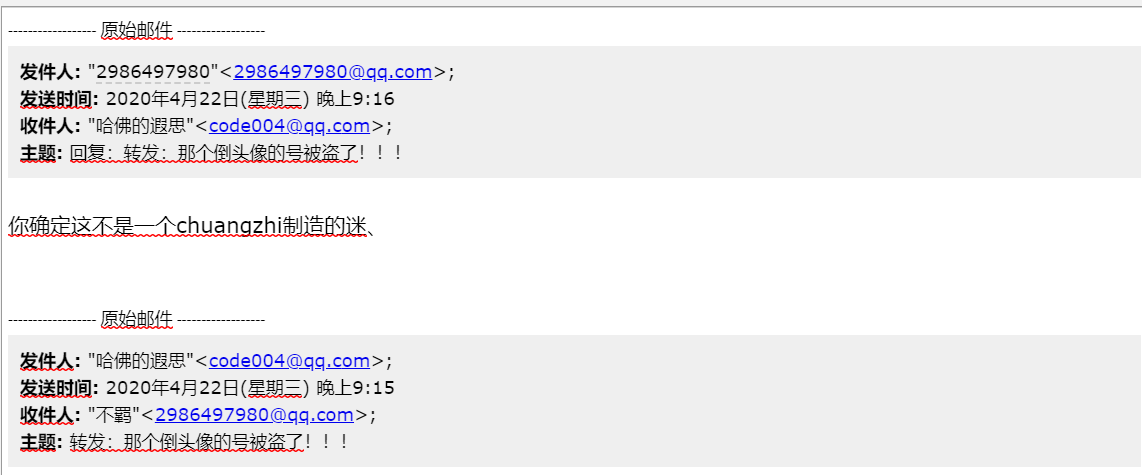 ------------------ 原始邮件 ------------------
发件人: "2986497980"<2986497980@qq.com>;
发送时间: 2020年4月22日(星期三) 晚上9:16
收件人: "哈佛的遐思"<code004@qq.com>;
主题: 回复：转发：那个倒头像的号被盗了！！！
你确定这不是一个chuangzhi制造的迷、
------------------ 原始邮件 ------------------
发件人: "哈佛的遐思"<code004@qq.com>;
发送时间: 2020年4月22日(星期三) 晚上9:15
收件人: "不羁"<2986497980@qq.com>;
主题: 转发：那个倒头像的号被盗了！！！